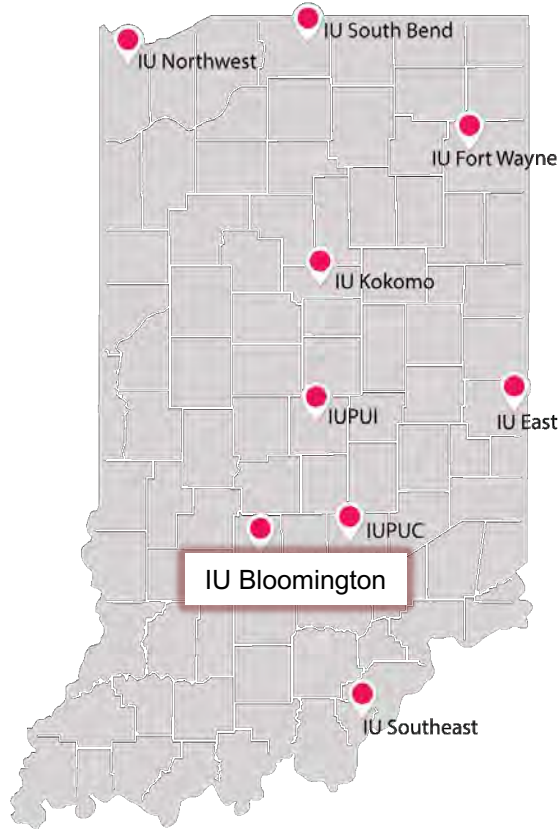 IU South Bend
IU Northwest
IU Fort Wayne
IU Kokomo
IUPUI
IU East
IUPUC
IU Bloomington
IU Southeast